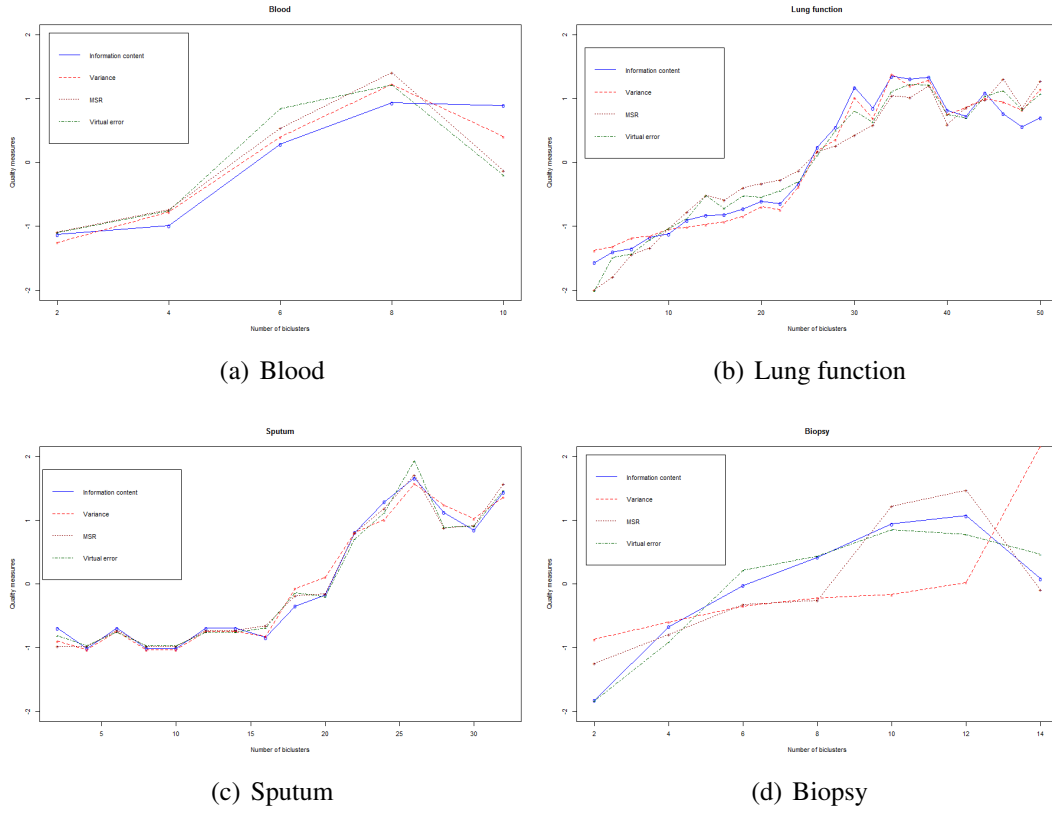 Blood
Quality measures
2
1
0
-1
-2
Information content
Variance
MSR
Virtual error
2 4 6 8 10
Number of biclusters
(a) Blood
Lung function
Quality measures
2
1
0
-1
-2
Information content
Variance
MSR
Virtual error
10 20 30 40 50
Number of biclusters
(b) Lung function
Sputum
Quality measures
2
1
0
-1
-2
Information content
Variance
MSR
Virtual error
5 10 15 20 25 30
Number of biclusters
(c) Sputum
Biopsy
Quality measures
2
1
0
-1
-2
Information content
Variance
MSR
Virtual error
2 4 6 8 10 12 14
Number of biclusters
(d) Biopsy